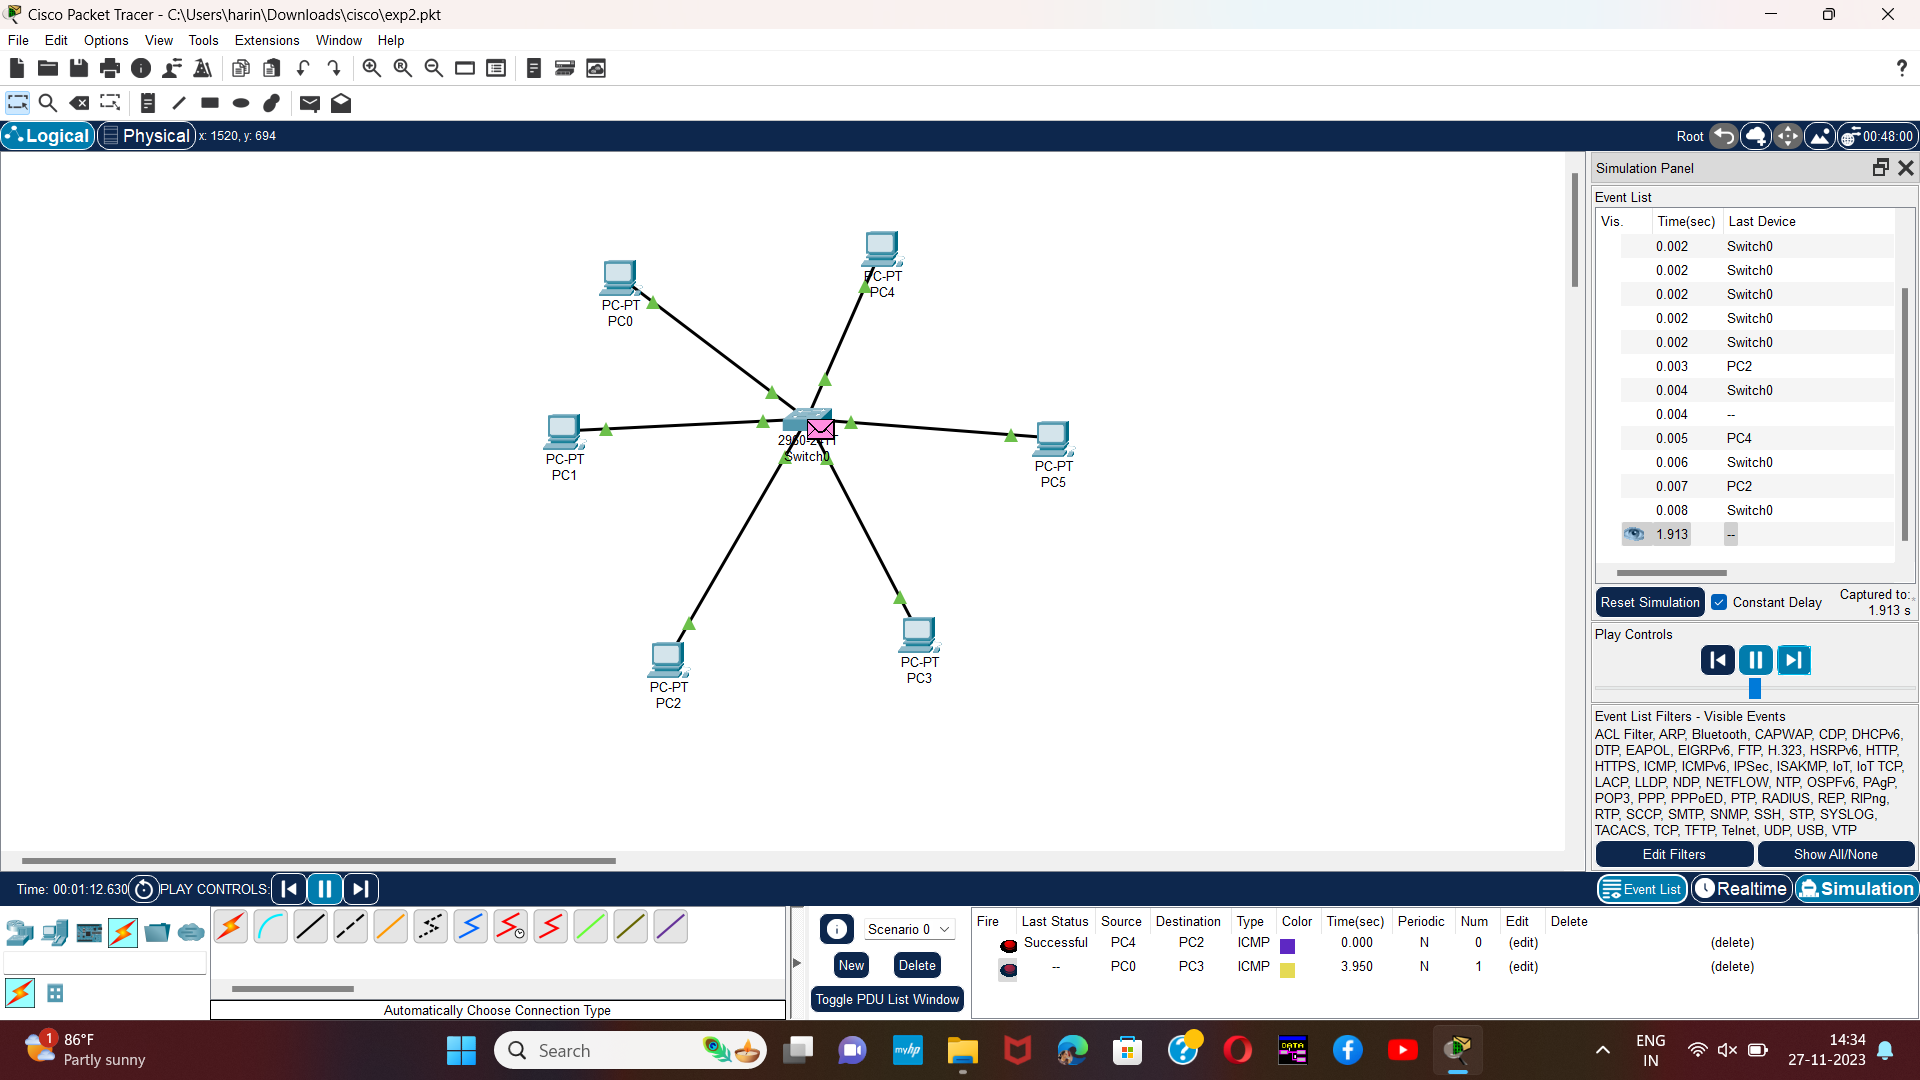 Cisco Packet Tracer - C:\Users\harin\Downloads\cisco\exp2.pkt
File Edit Options View Tools Extensions Window Help
?
Logical Physical x: 1520, y: 694 Root 00:48:00
Simulation Panel
Event List
Vis. Time(sec) Last Device
0.002 Switch0
0.002 Switch0
0.002 Switch0
0.002 Switch0
0.002 Switch0
0.003 PC2
0.004 Switch0
0.004 --
0.005 PC4
0.006 Switch0
0.007 PC2
0.008 Switch0
1.913 --
Reset Simulation Constant Delay Captured to:
1.913 s
Play Controls
Event List Filters - Visible Events
ACL Filter, ARP, Bluetooth, CAPWAP, CDP, DHCPv6,
DTP, EAPOL, EIGRPv6, FTP, H.323, HSRPv6, HTTP,
HTTPS, ICMP, ICMPv6, IPSec, ISAKMP, IoT, IoT TCP,
LACP, LLDP, NDP, NETFLOW, NTP, OSPFv6, PAgP,
POP3, PPP, PPPoED, PTP, RADIUS, REP, RIPng,
RTP, SCCP, SMTP, SNMP, SSH, STP, SYSLOG,
TACACS, TCP, TFTP, Telnet, UDP, USB, VTP
Edit Filters Show All/None
PC-PT
PC4
PC-PT
PC0
PC-PT
PC1
Switch0
PC-PT
PC5
PC-PT
PC3
PC-PT
PC2
Time: 00:01:12.630 PLAY CONTROLS: Event List Realtime Simulation
Automatically Choose Connection Type
Scenario 0
New Delete
Toggle PDU List Window
Fire Last Status Source Destination Type Color Time(sec) Periodic Num Edit Delete
Successful PC4 PC2 ICMP 0.000 N 0 (edit) (delete)
-- PC0 PC3 ICMP 3.950 N 1 (edit) (delete)
1
86°F
Partly sunny
Search
myhp
DATA
ENG
IN
14:34
27-11-2023